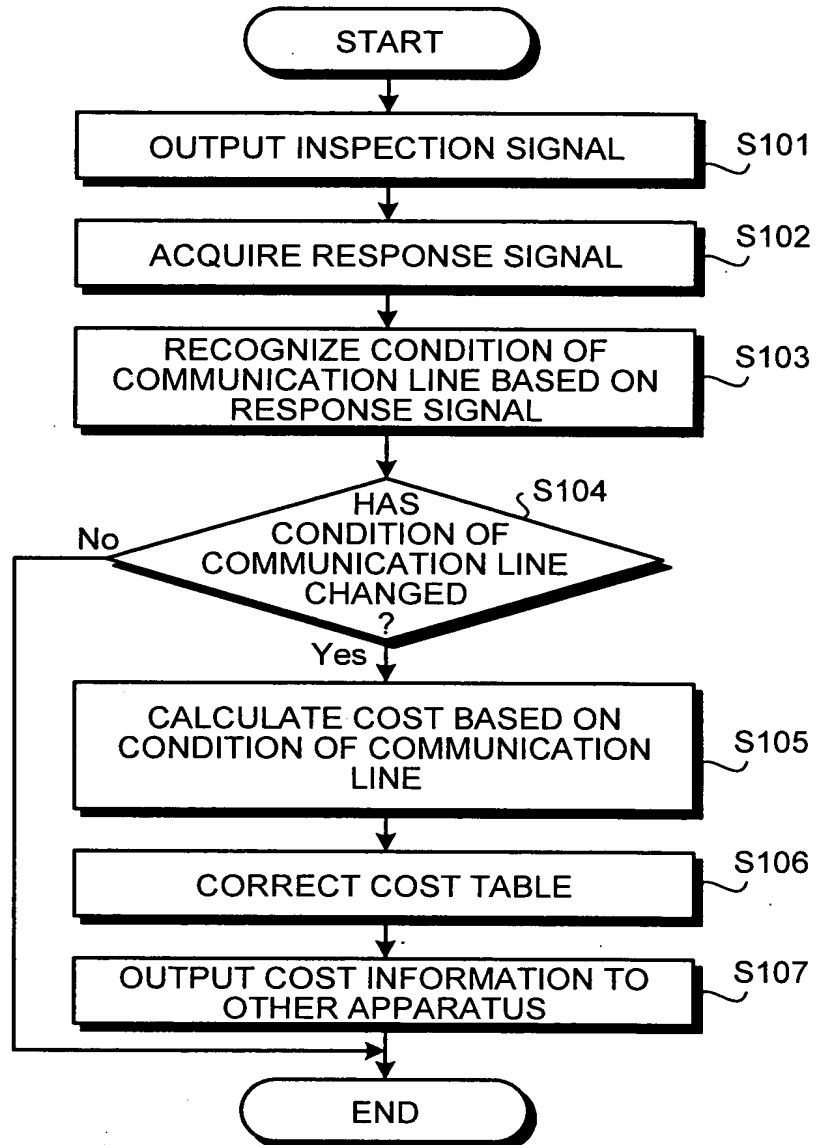 START
OUTPUT INSPECTION SIGNAL
S101
ACQUIRE RESPONSE SIGNAL
S102
RECOGNIZE CONDITION OF
COMMUNICATION LINE BASED ON
RESPONSE SIGNAL
S103
S104
HAS
CONDITION OF
COMMUNICATION LINE
CHANGED
?
No
Yes
CALCULATE COST BASED ON
CONDITION OF COMMUNICATION
LINE
S105
CORRECT COST TABLE
S106
OUTPUT COST INFORMATION TO
OTHER APPARATUS
S107
END